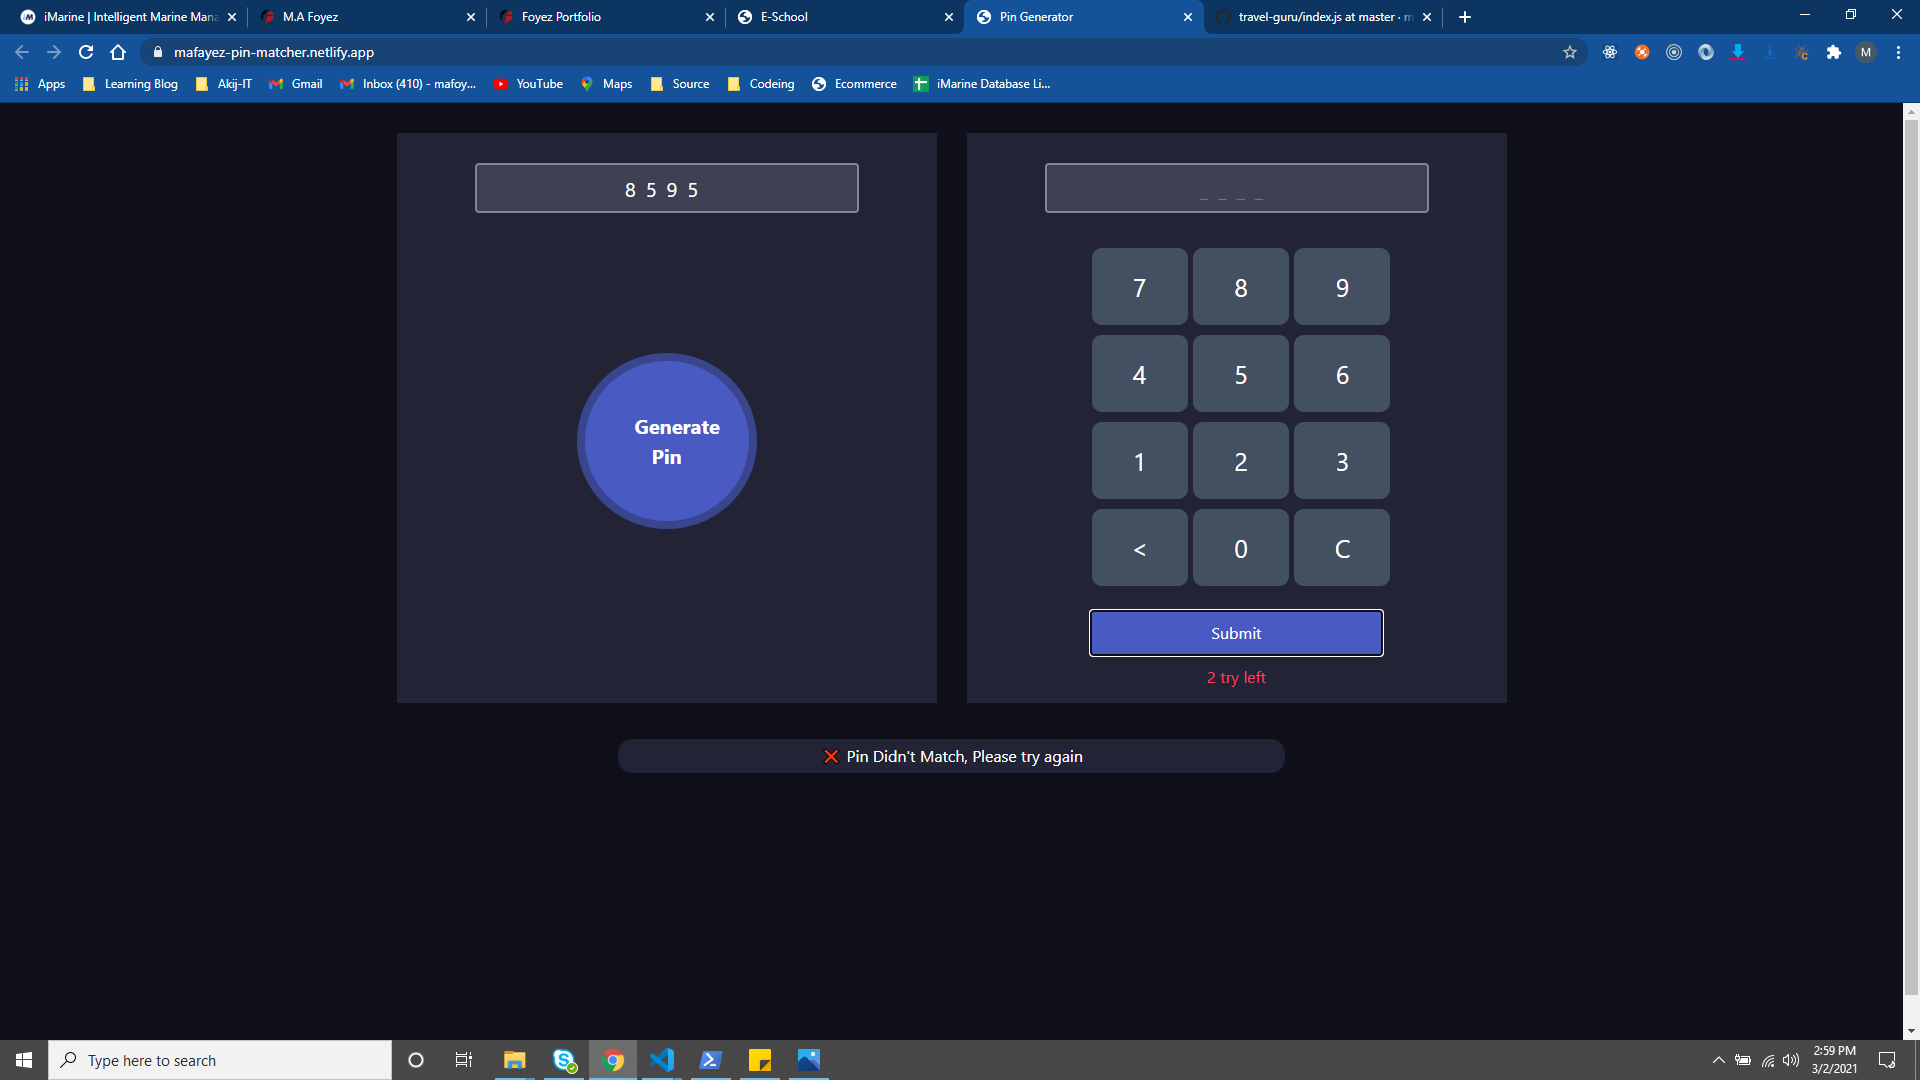 iMarine | Intelligent Marine Mana
M.A Foyez
Foyez Portfolio
E-School
Pin Generator
travel-guru/index.js at master · m
mafayez-pin-matcher.netlify.app
M
Apps
Learning Blog
Akij-IT
Gmail
Inbox (410) - mafoy...
YouTube
Maps
Source
Codeing
Ecommerce
iMarine Database Li...
8 5 9 5
_ _ _ _
7 8 9
4 5 6
1 2 3
< 0 C
Generate
Pin
Submit
2 try left
❌ Pin Didn't Match, Please try again
Type here to search
2:59 PM
3/2/2021